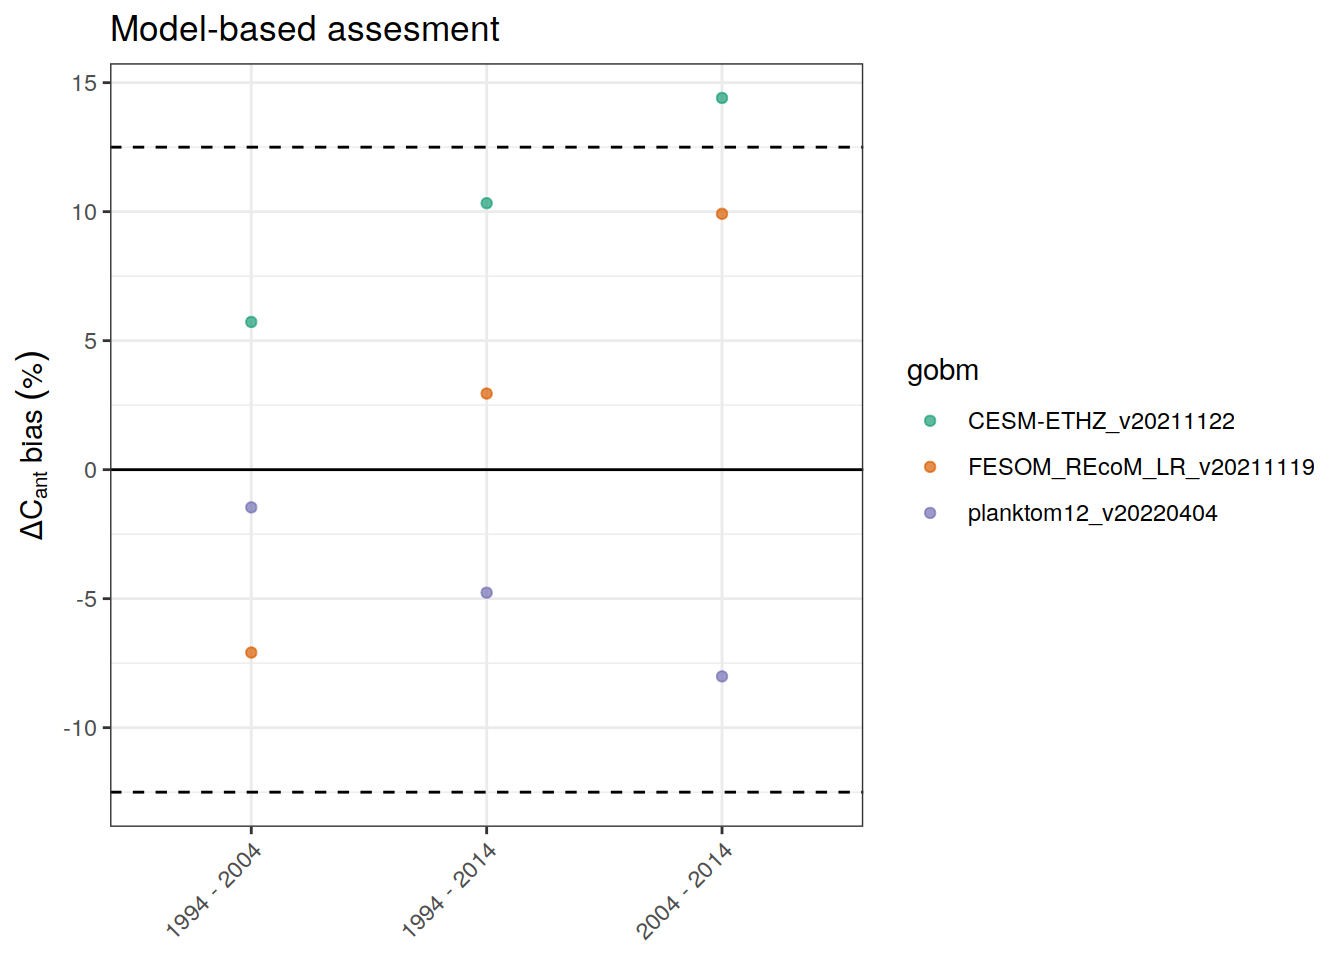 Model-based assesment
15
10
5
0
-5
-10
ΔCant bias (%)
1994 - 2004
1994 - 2014
2004 - 2014
gobm
CESM-ETHZ_v20211122
FESOM_REcoM_LR_v20211119
planktom12_v20220404